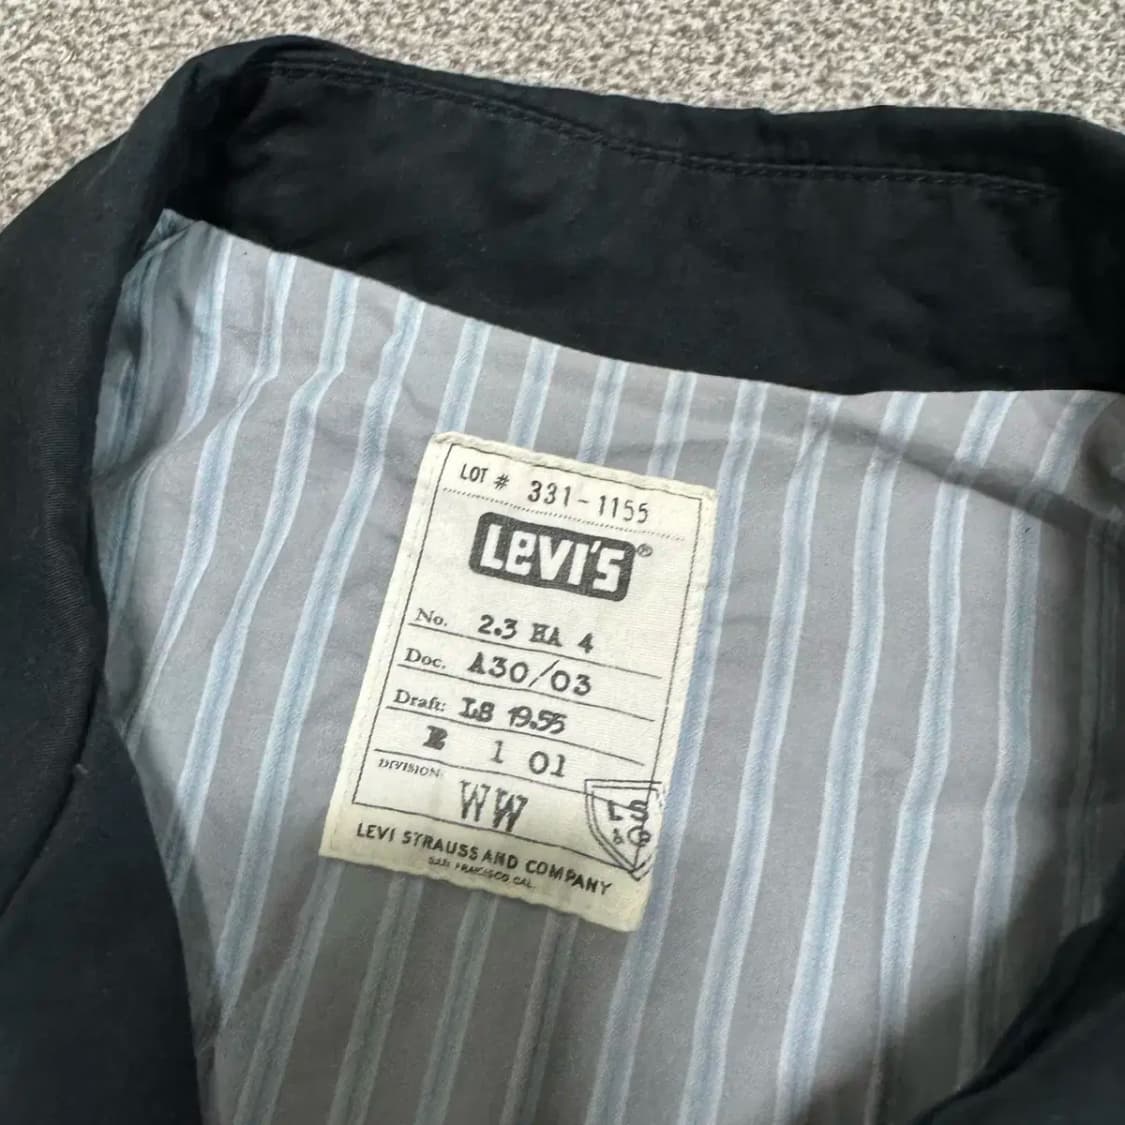 LOT # 331-1155
LEVI'S®
No. 2.3 HA 4
Doc. A30/03
Draft: LS 19.55
E 1 01
DIVISION: WW
LS
& Co
LEVI STRAUSS AND COMPANY
SAN FRANCISCO, CAL.